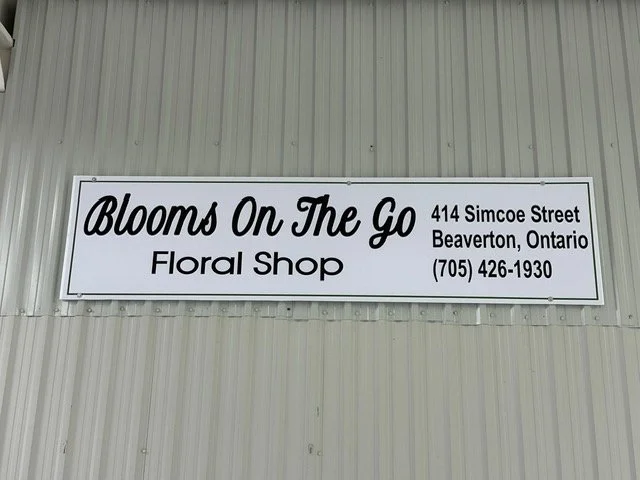 Blooms On The Go
Floral Shop
414 Simcoe Street
Beaverton, Ontario
(705) 426-1930